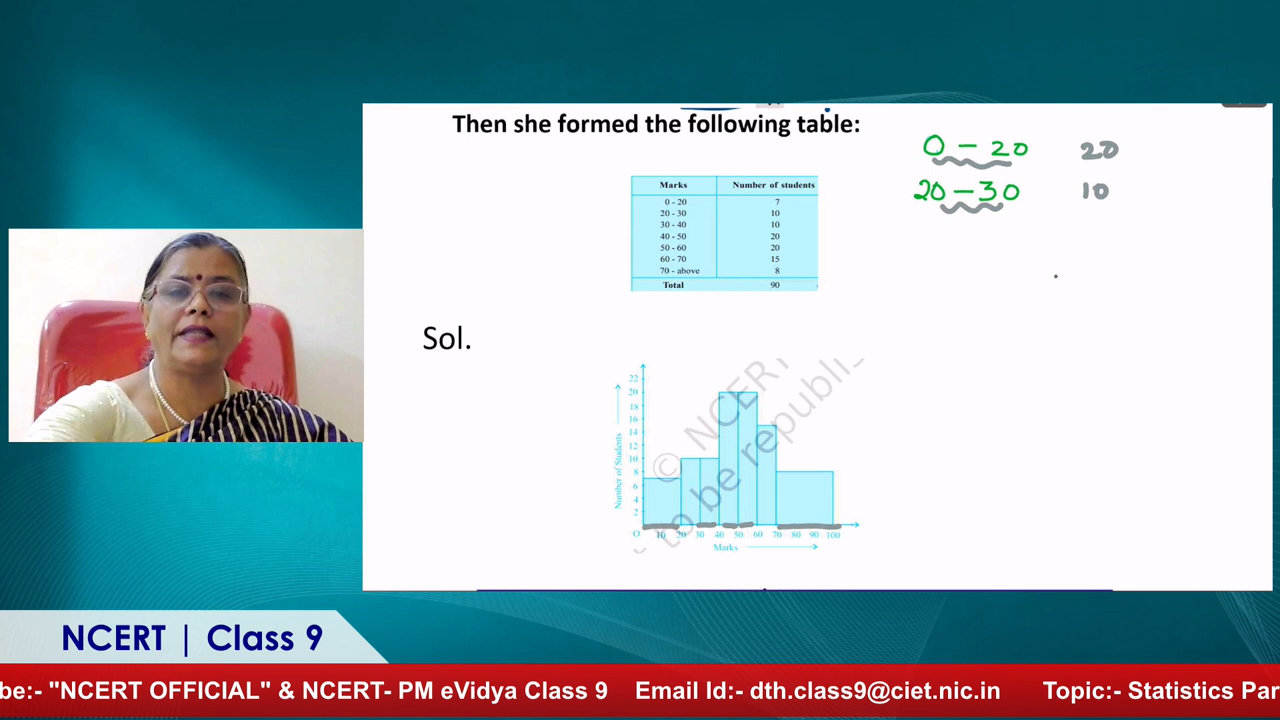 Then she formed the following table:
0 - 20 20
20 - 30 10
Marks Number of students
0 - 20 7
20 - 30 10
30 - 40 10
40 - 50 20
50 - 60 20
60 - 70 15
70 - above 8
Total 90
Sol.
22
20
18
16
14
12
10
8
6
4
2
Number of Students
O 10 20 30 40 50 60 70 80 90 100
Marks
© NCERT
to be republis
NCERT | Class 9
be:- "NCERT OFFICIAL" & NCERT- PM eVidya Class 9 Email Id:- dth.class9@ciet.nic.in Topic:- Statistics Par